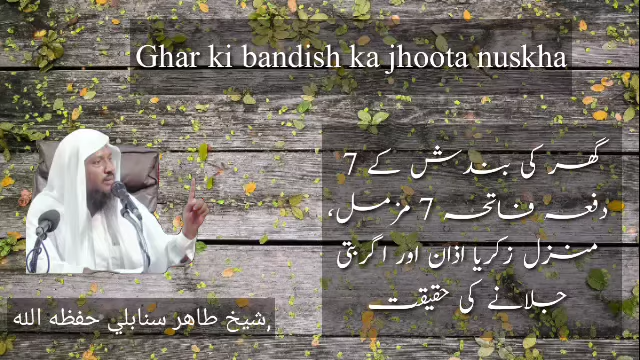 Ghar ki bandish ka jhoota nuskha
گھر کی بندش کے 7
دفعہ فاتحہ 7 مزمل،
منزل زکریا اذان اور اگربتی
جلانے کی حقیقت
شيخ طاهر سنابلي حفظه الله,